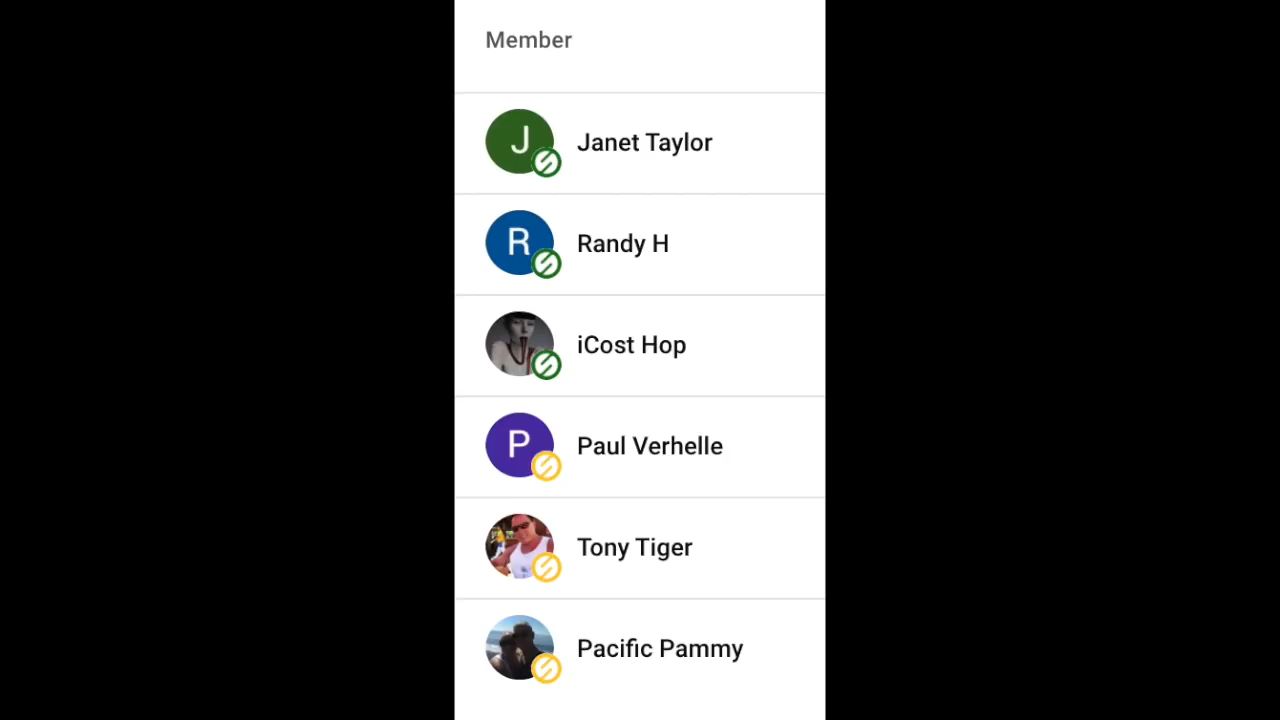 Member
J
Janet Taylor
R
Randy H
iCost Hop
P
Paul Verhelle
Tony Tiger
Pacific Pammy